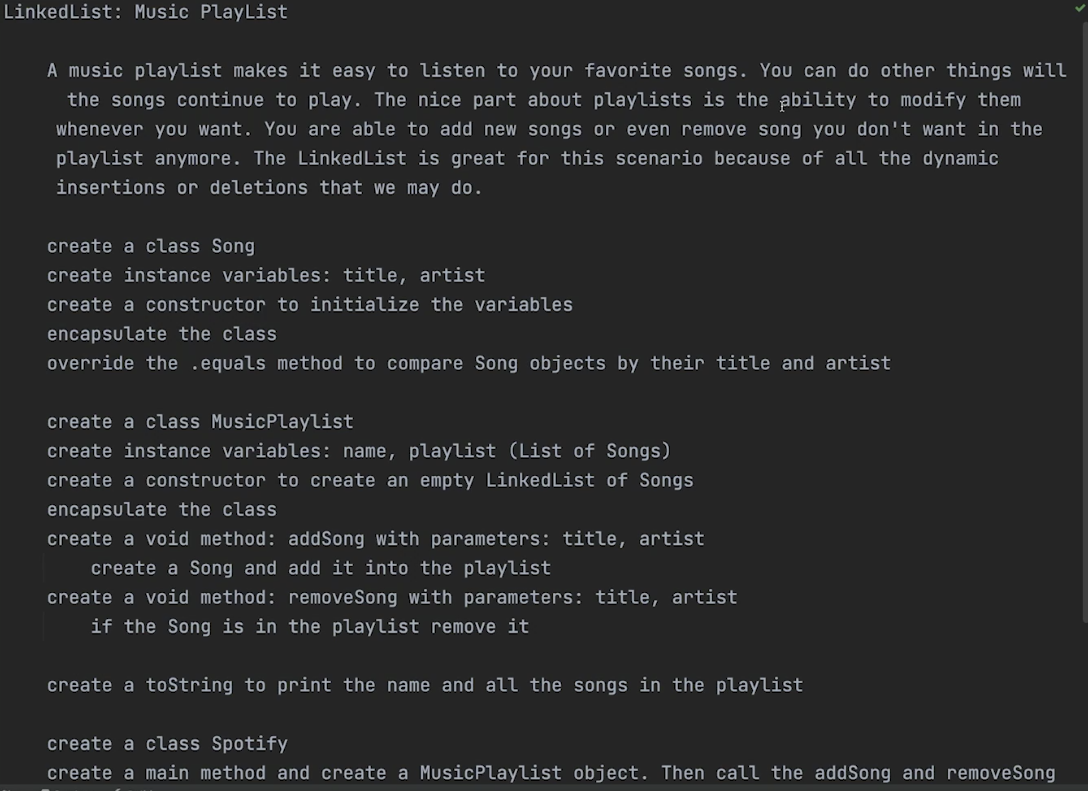 LinkedList: Music PlayList
A music playlist makes it easy to listen to your favorite songs. You can do other things will
the songs continue to play. The nice part about playlists is the ability to modify them
whenever you want. You are able to add new songs or even remove song you don't want in the
playlist anymore. The LinkedList is great for this scenario because of all the dynamic
insertions or deletions that we may do.
create a class Song
create instance variables: title, artist
create a constructor to initialize the variables
encapsulate the class
override the .equals method to compare Song objects by their title and artist
create a class MusicPlaylist
create instance variables: name, playlist (List of Songs)
create a constructor to create an empty LinkedList of Songs
encapsulate the class
create a void method: addSong with parameters: title, artist
create a Song and add it into the playlist
create a void method: removeSong with parameters: title, artist
if the Song is in the playlist remove it
create a toString to print the name and all the songs in the playlist
create a class Spotify
create a main method and create a MusicPlaylist object. Then call the addSong and removeSong